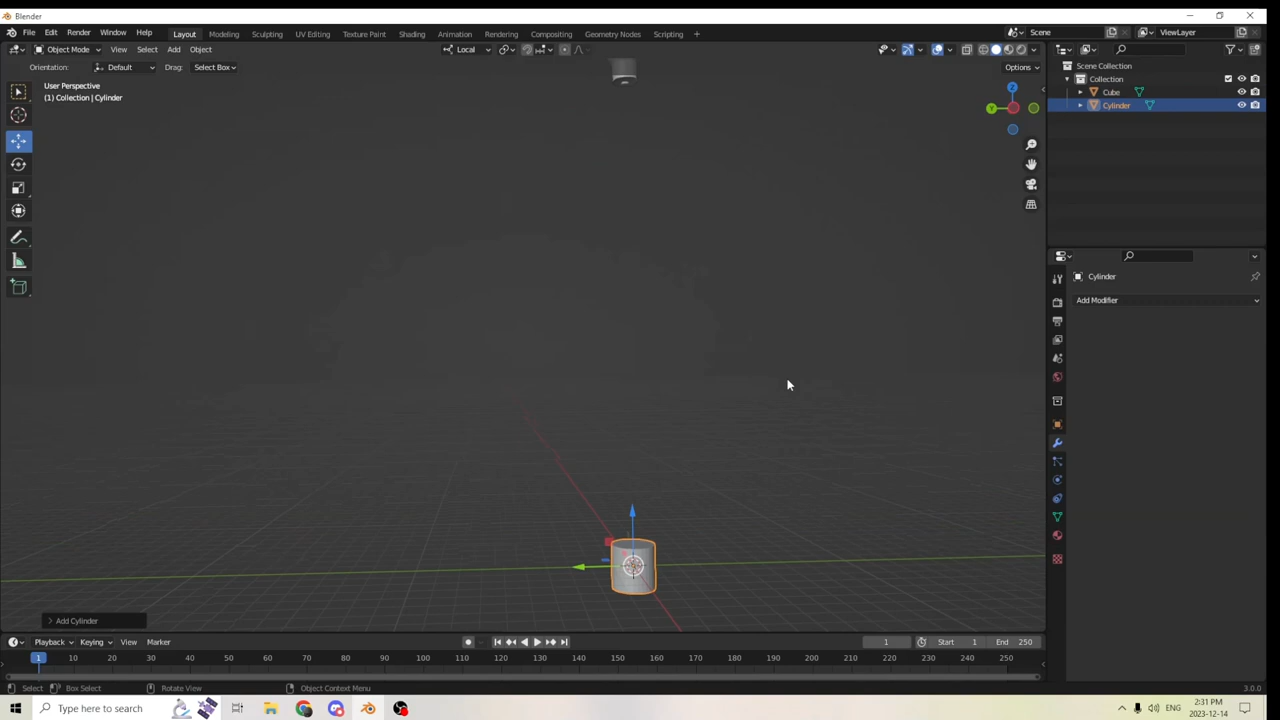 Blender
File Edit Render Window Help Layout Modeling Sculpting UV Editing Texture Paint Shading Animation Rendering Compositing Geometry Nodes Scripting + Scene ViewLayer
Object Mode View Select Add Object Local
Orientation: Default Drag: Select Box Options
User Perspective
(1) Collection | Cylinder
Z
Y
Scene Collection
Collection
Cube
Cylinder
Cylinder
Add Modifier
> Add Cylinder
Playback Keying View Marker 1 Start 1 End 250
1 10 20 30 40 50 60 70 80 90 100 110 120 130 140 150 160 170 180 190 200 210 220 230 240 250
Select Box Select Rotate View Object Context Menu 3.0.0
Type here to search ENG 2:31 PM
2023-12-14